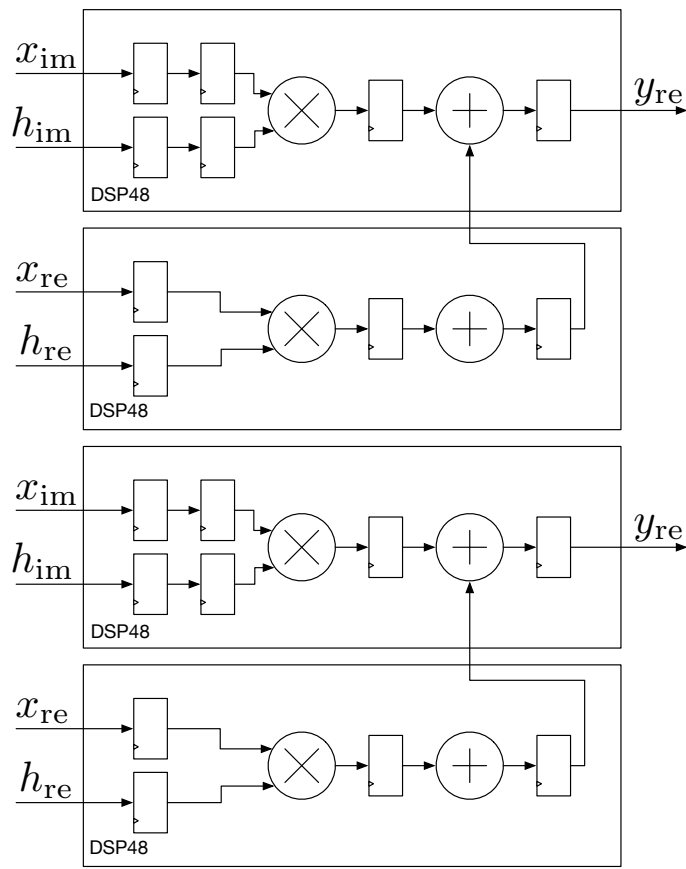 x_im
y_re
h_im
DSP48
x_re
h_re
DSP48
x_im
y_re
h_im
DSP48
x_re
h_re
DSP48